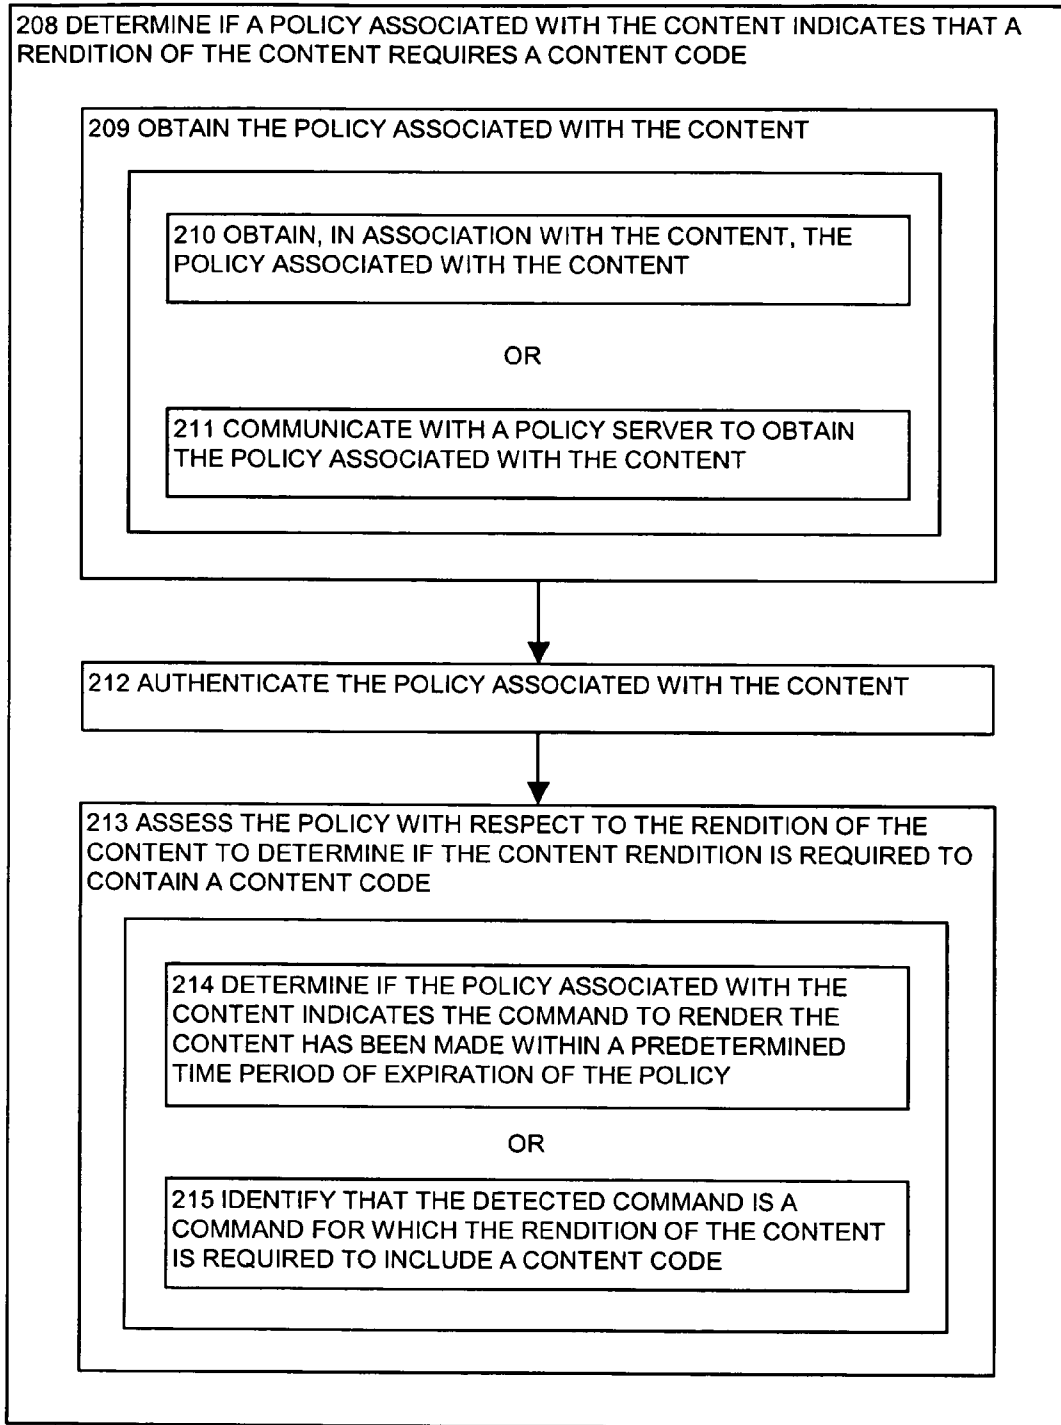 208 DETERMINE IF A POLICY ASSOCIATED WITH THE CONTENT INDICATES THAT A
RENDITION OF THE CONTENT REQUIRES A CONTENT CODE
209 OBTAIN THE POLICY ASSOCIATED WITH THE CONTENT
210 OBTAIN, IN ASSOCIATION WITH THE CONTENT, THE
POLICY ASSOCIATED WITH THE CONTENT
OR
211 COMMUNICATE WITH A POLICY SERVER TO OBTAIN
THE POLICY ASSOCIATED WITH THE CONTENT
212 AUTHENTICATE THE POLICY ASSOCIATED WITH THE CONTENT
213 ASSESS THE POLICY WITH RESPECT TO THE RENDITION OF THE
CONTENT TO DETERMINE IF THE CONTENT RENDITION IS REQUIRED TO
CONTAIN A CONTENT CODE
214 DETERMINE IF THE POLICY ASSOCIATED WITH THE
CONTENT INDICATES THE COMMAND TO RENDER THE
CONTENT HAS BEEN MADE WITHIN A PREDETERMINED
TIME PERIOD OF EXPIRATION OF THE POLICY
OR
215 IDENTIFY THAT THE DETECTED COMMAND IS A
COMMAND FOR WHICH THE RENDITION OF THE CONTENT
IS REQUIRED TO INCLUDE A CONTENT CODE